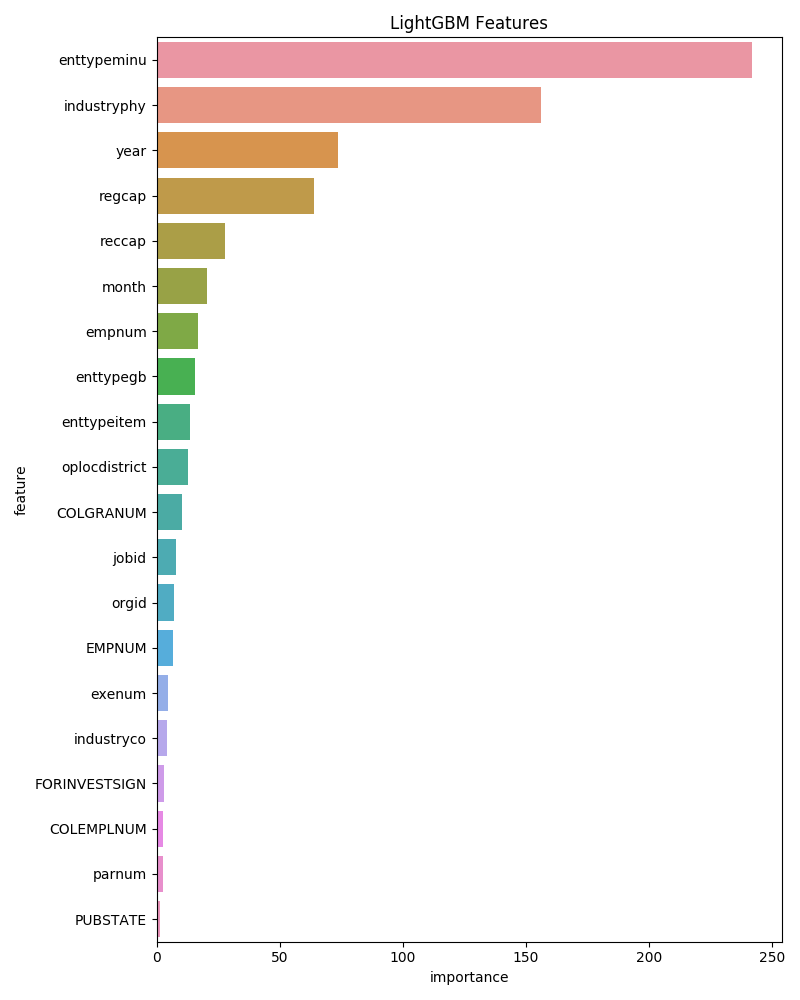 LightGBM Features
enttypeminu
industryphy
year
regcap
reccap
month
empnum
enttypegb
enttypeitem
oplocdistrict
COLGRANUM
jobid
orgid
EMPNUM
exenum
industryco
FORINVESTSIGN
COLEMPLNUM
parnum
PUBSTATE
feature
0 50 100 150 200 250
importance